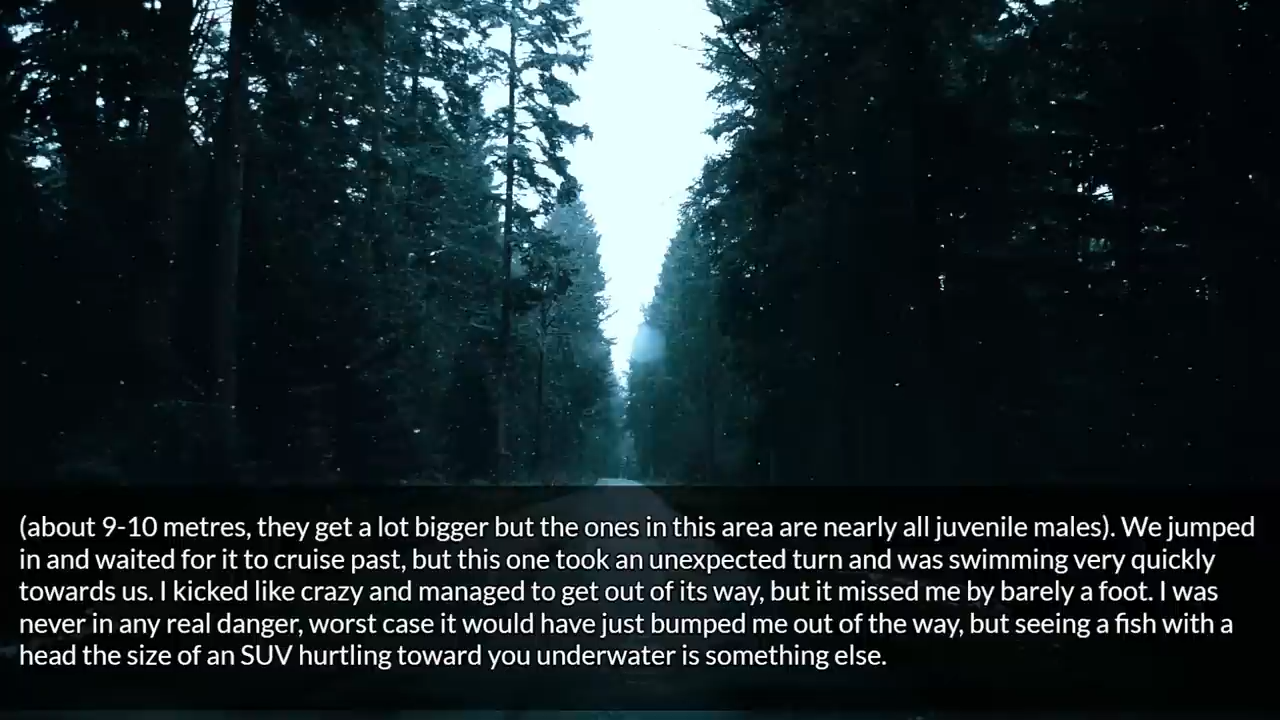 (about 9-10 metres, they get a lot bigger but the ones in this area are nearly all juvenile males). We jumped
in and waited for it to cruise past, but this one took an unexpected turn and was swimming very quickly
towards us. I kicked like crazy and managed to get out of its way, but it missed me by barely a foot. I was
never in any real danger, worst case it would have just bumped me out of the way, but seeing a fish with a
head the size of an SUV hurtling toward you underwater is something else.